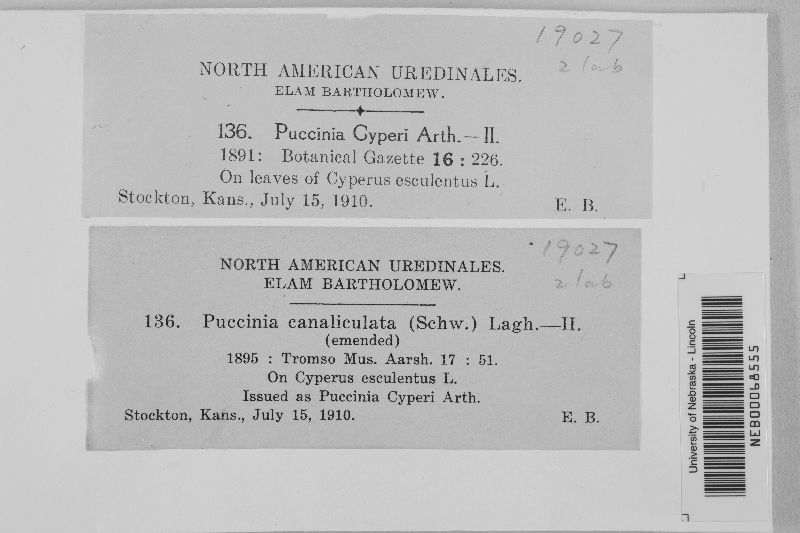 19027
2 lab
NORTH AMERICAN UREDINALES.
ELAM BARTHOLOMEW.
136. Puccinia Cyperi Arth.—II.
1891: Botanical Gazette 16 : 226.
On leaves of Cyperus esculentus L.
Stockton, Kans., July 15, 1910. E. B.
19027
2 lab
NORTH AMERICAN UREDINALES.
ELAM BARTHOLOMEW.
136. Puccinia canaliculata (Schw.) Lagh.—II.
(emended)
1895 : Tromso Mus. Aarsh. 17 : 51.
On Cyperus esculentus L.
Issued as Puccinia Cyperi Arth.
Stockton, Kans., July 15, 1910. E. B.
University of Nebraska - Lincoln
NEB00068555